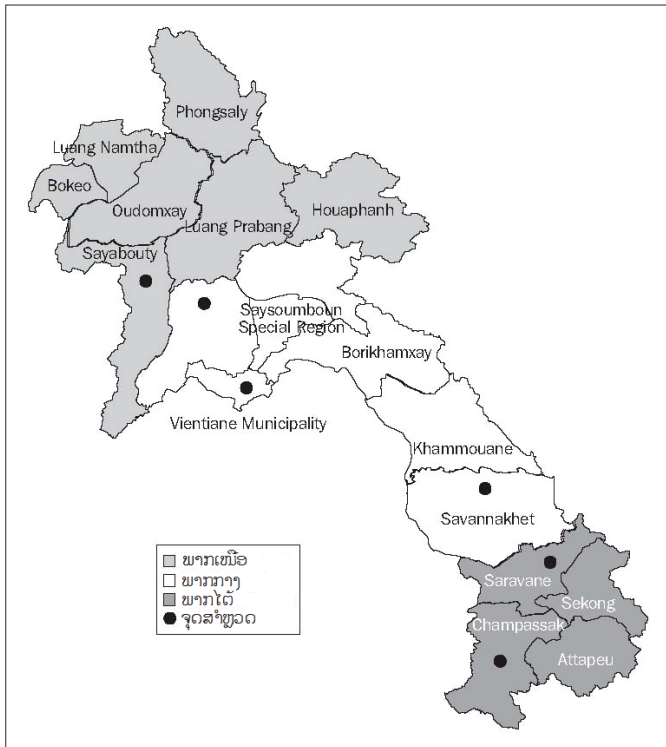 Phongsaly
Luang Namtha
Bokeo
Oudomxay
Luang Prabang
Houaphanh
Sayabouty
Saysoumboun
Special Region
Borikhamxay
Vientiane Municipality
Khammouane
Savannakhet
Saravane
Sekong
Champassak
Attapeu
ພາກເໜືອ
ພາກກາງ
ພາກໄຕ້
ຈຸດສຳຫຼວດ